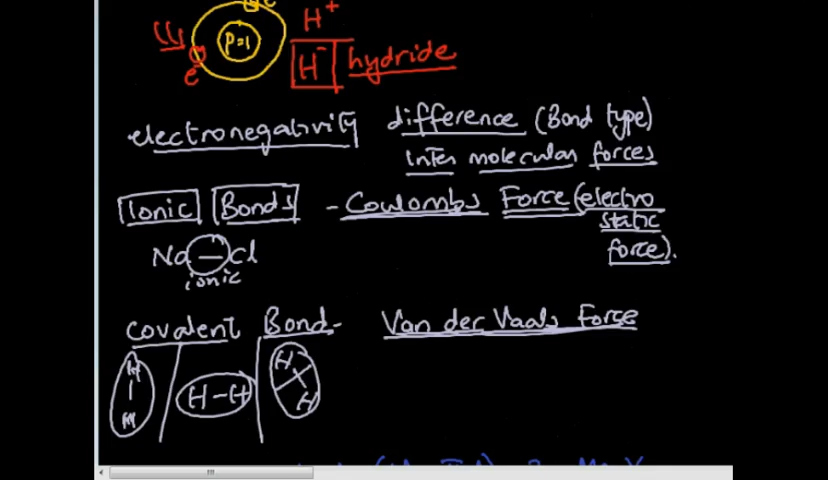 e
p=1
H+
H- hydride
e-
electronegativity difference (Bond type)
inter molecular forces
Ionic Bonds - Coulombs Force (electro
static
force).
Na - Cl
ionic
Covalent Bond- Van der Vaals Force
H - H
H - H
H
H